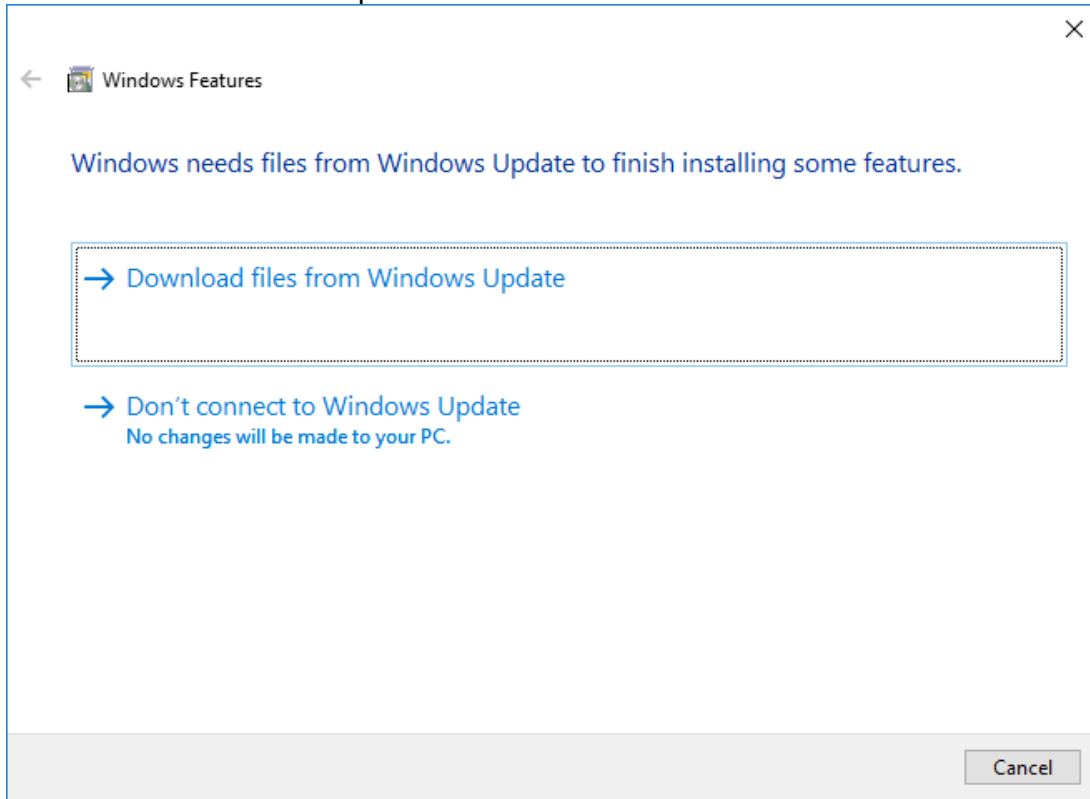 Windows Features
Windows needs files from Windows Update to finish installing some features.
Download files from Windows Update
Don't connect to Windows Update
No changes will be made to your PC.
Cancel